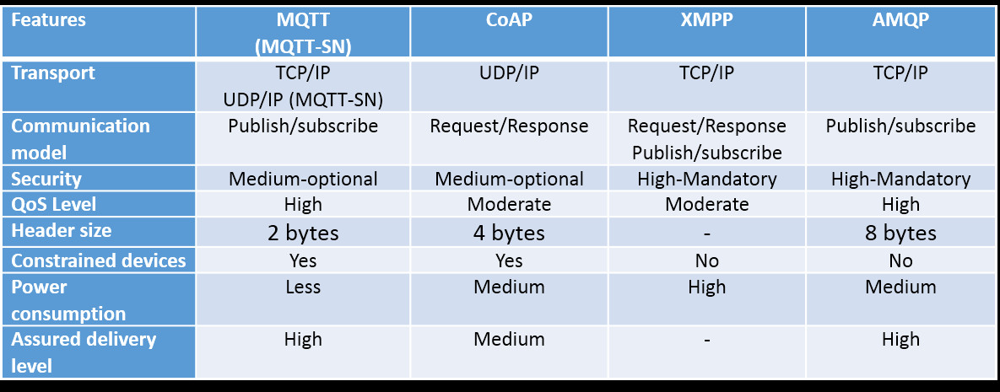 Features MQTT CoAP XMPP AMQP
(MQTT-SN)
Transport TCP/IP UDP/IP TCP/IP TCP/IP
UDP/IP (MQTT-SN)
Communication Publish/subscribe Request/Response Request/Response Publish/subscribe
model Publish/subscribe
Security Medium-optional Medium-optional High-Mandatory High-Mandatory
QoS Level High Moderate Moderate High
Header size 2 bytes 4 bytes - 8 bytes
Constrained devices Yes Yes No No
Power Less Medium High Medium
consumption
Assured delivery High Medium - High
level